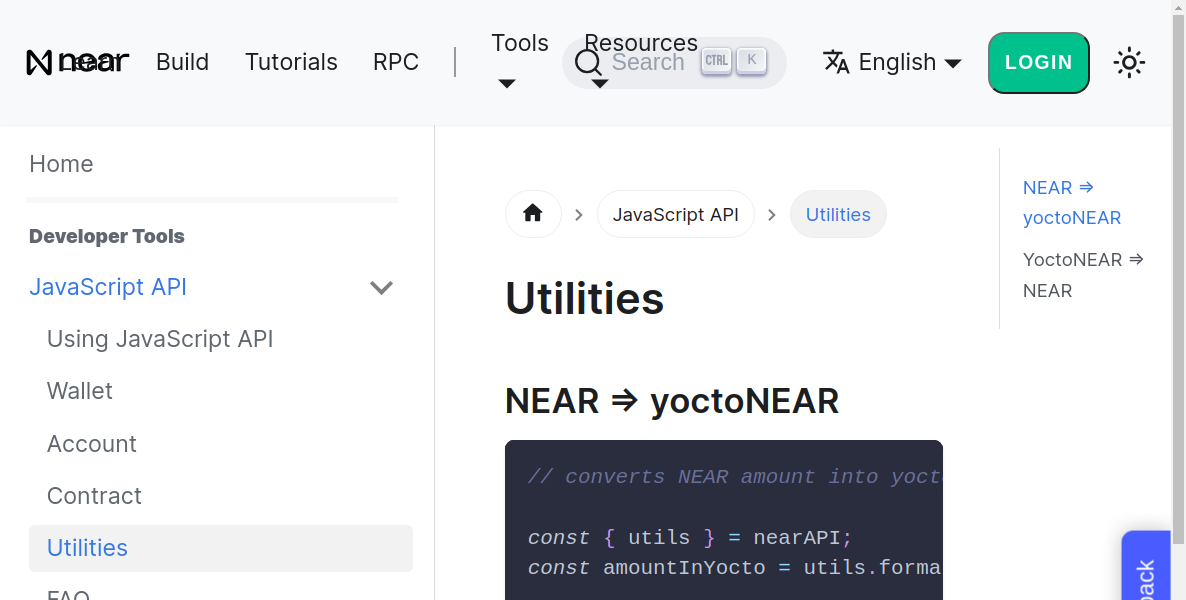 near
Learn Build Tutorials RPC Tools Resources
Search CTRL K
English LOGIN
Home
Developer Tools
JavaScript API
Using JavaScript API
Wallet
Account
Contract
Utilities
FAQ
JavaScript API Utilities
Utilities
NEAR ⇒ yoctoNEAR
// converts NEAR amount into yoct
const { utils } = nearAPI;
const amountInYocto = utils.forma
NEAR ⇒
yoctoNEAR
YoctoNEAR ⇒
NEAR